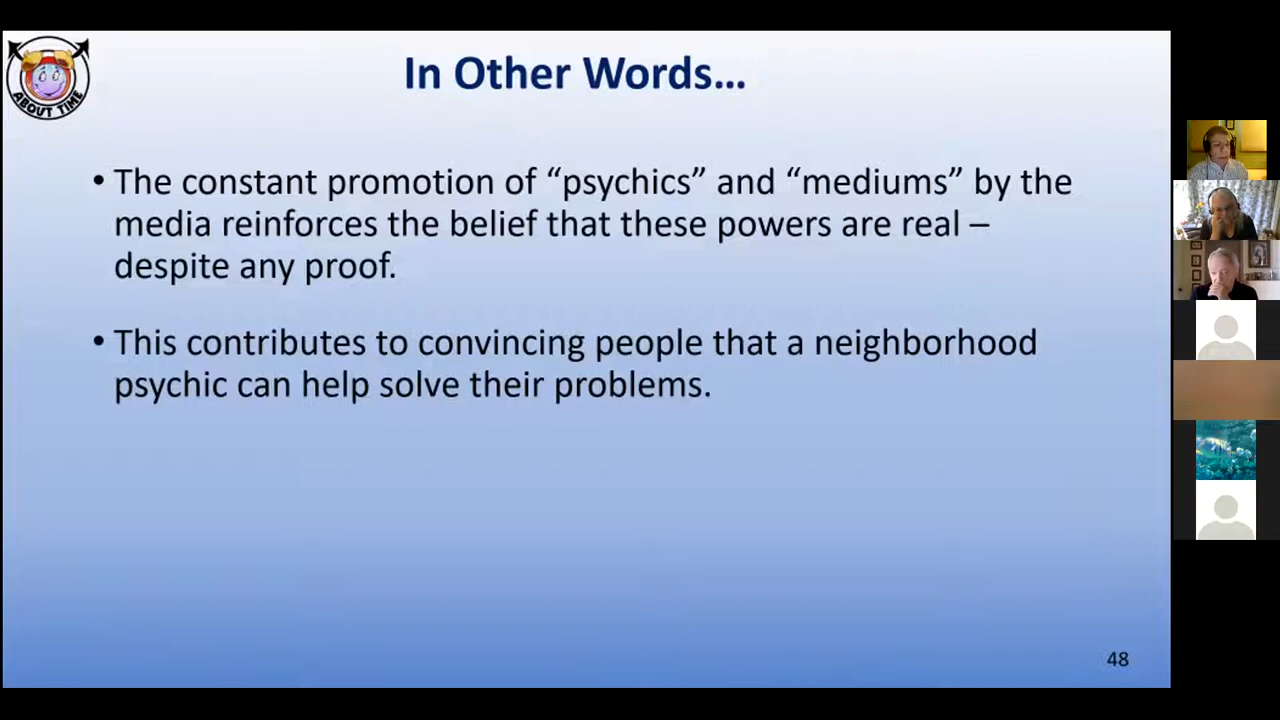 ABOUT TIME
In Other Words...
• The constant promotion of “psychics” and “mediums” by the
media reinforces the belief that these powers are real –
despite any proof.
• This contributes to convincing people that a neighborhood
psychic can help solve their problems.
48